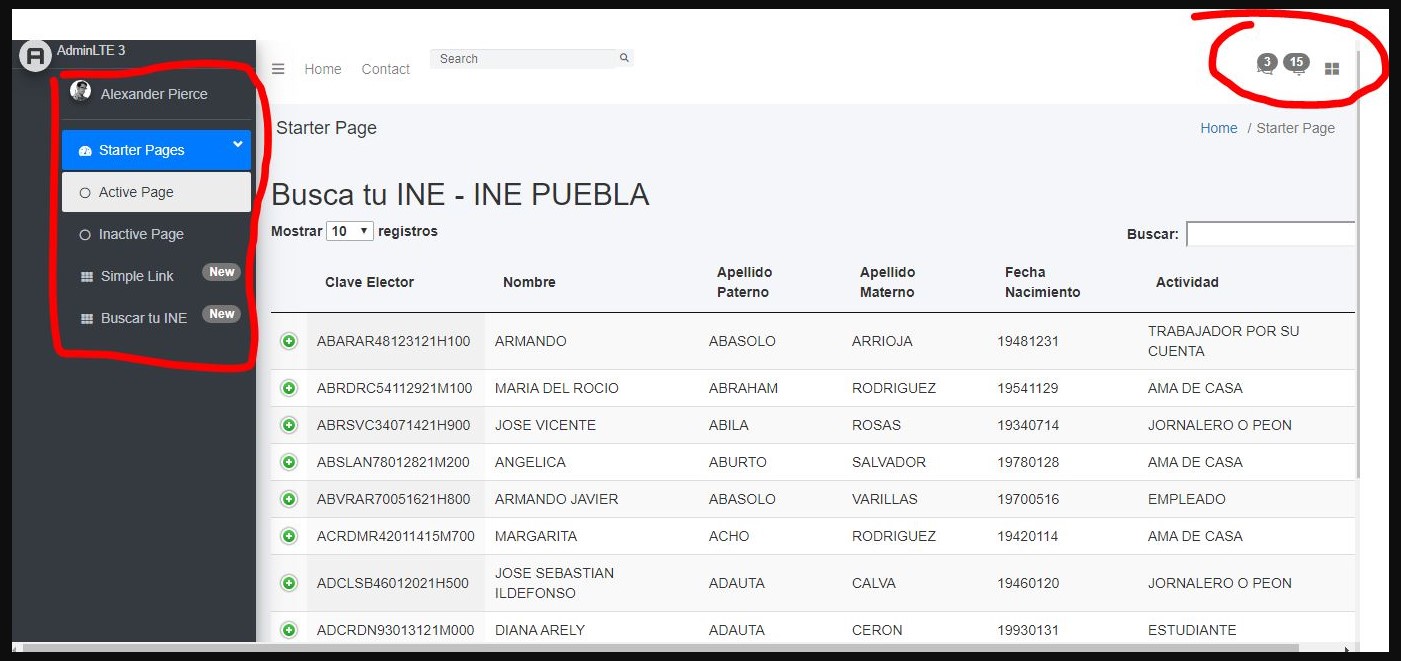 AdminLTE 3
Alexander Pierce
Starter Pages
Active Page
Inactive Page
Simple Link New
Buscar tu INE New
Home Contact Search 3 15
Starter Page Home / Starter Page
Busca tu INE - INE PUEBLA
Mostrar 10 registros Buscar:
Clave Elector Nombre Apellido Paterno Apellido Materno Fecha Nacimiento Actividad
ABARAR48123121H100 ARMANDO ABASOLO ARRIOJA 19481231 TRABAJADOR POR SU CUENTA
ABRDRC54112921M100 MARIA DEL ROCIO ABRAHAM RODRIGUEZ 19541129 AMA DE CASA
ABRSVC34071421H900 JOSE VICENTE ABILA ROSAS 19340714 JORNALERO O PEON
ABSLAN78012821M200 ANGELICA ABURTO SALVADOR 19780128 AMA DE CASA
ABVRAR70051621H800 ARMANDO JAVIER ABASOLO VARILLAS 19700516 EMPLEADO
ACRDMR42011415M700 MARGARITA ACHO RODRIGUEZ 19420114 AMA DE CASA
ADCLSB46012021H500 JOSE SEBASTIAN ILDEFONSO ADAUTA CALVA 19460120 JORNALERO O PEON
ADCRDN93013121M000 DIANA ARELY ADAUTA CERON 19930131 ESTUDIANTE